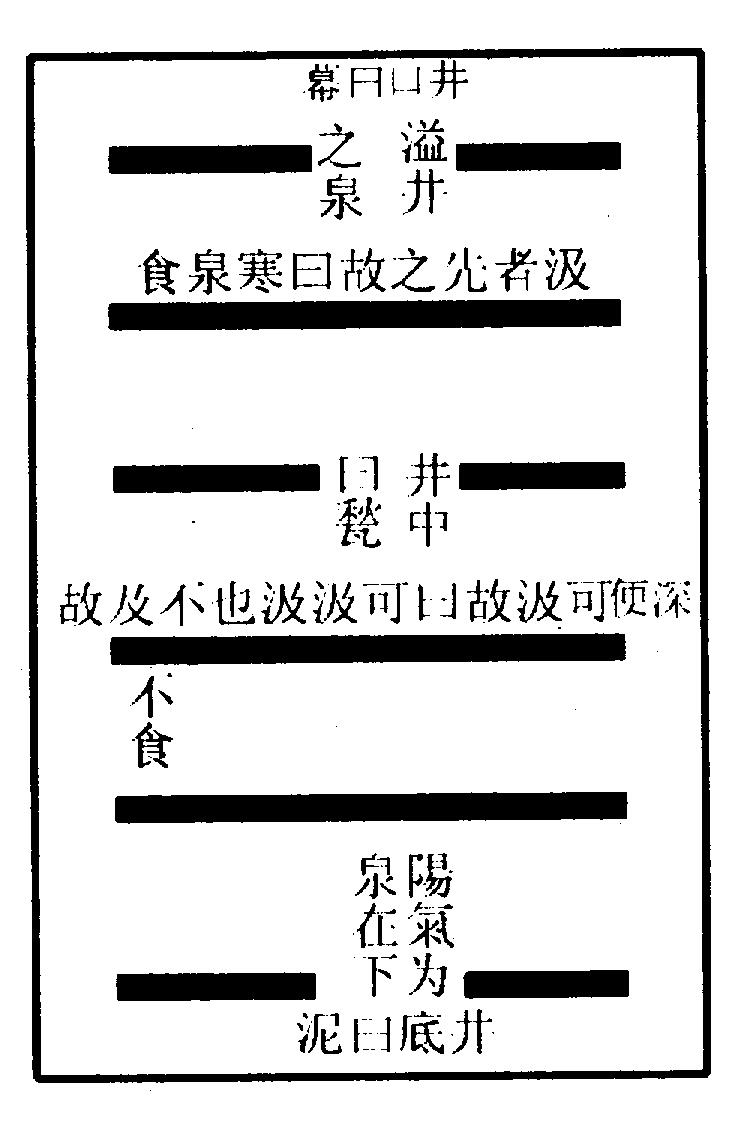 井口曰幕
溢井
之泉
汲者先之故曰寒泉食
井中
曰甃
深便可汲故曰可汲汲也不及故
不食
陽氣为
泉在下
井底曰泥